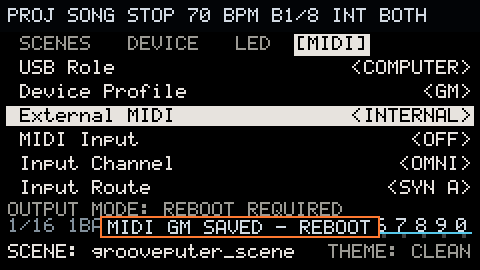 PROJ SONG STOP 70 BPM B1/8 INT BOTH
SCENES DEVICE LED [MIDI]
USB Role <COMPUTER>
Device Profile <GM>
External MIDI <INTERNAL>
MIDI Input <OFF>
Input Channel <OMNI>
Input Route <SYN A>
OUTPUT MODE: REBOOT REQUIRED
1/16 1BA MIDI GM SAVED - REBOOT 6 7 8 9 0
SCENE: grooveputer_scene THEME: CLEAN